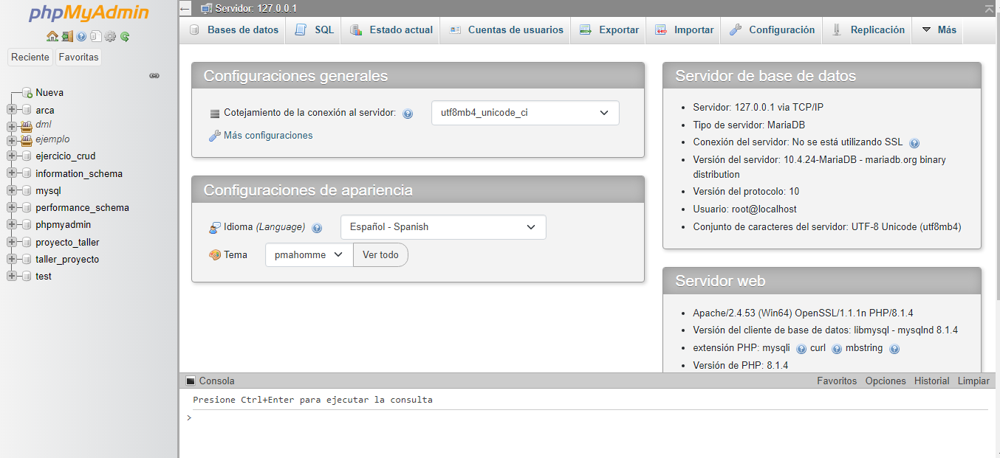 phpMyAdmin
Reciente Favoritas
Nueva
arca
dml
ejemplo
ejercicio_crud
information_schema
mysql
performance_schema
phpmyadmin
proyecto_taller
taller_proyecto
test
Servidor: 127.0.0.1
Bases de datos SQL Estado actual Cuentas de usuarios Exportar Importar Configuración Replicación Más
Configuraciones generales
Cotejamiento de la conexión al servidor: utf8mb4_unicode_ci
Más configuraciones
Configuraciones de apariencia
Idioma (Language) Español - Spanish
Tema pmahomme Ver todo
Servidor de base de datos
Servidor: 127.0.0.1 via TCP/IP
Tipo de servidor: MariaDB
Conexión del servidor: No se está utilizando SSL
Versión del servidor: 10.4.24-MariaDB - mariadb.org binary
distribution
Versión del protocolo: 10
Usuario: root@localhost
Conjunto de caracteres del servidor: UTF-8 Unicode (utf8mb4)
Servidor web
Apache/2.4.53 (Win64) OpenSSL/1.1.1n PHP/8.1.4
Versión del cliente de base de datos: libmysql - mysqlnd 8.1.4
extensión PHP: mysqli curl mbstring
Versión de PHP: 8.1.4
Consola Favoritos Opciones Historial Limpiar
Presione Ctrl+Enter para ejecutar la consulta
>